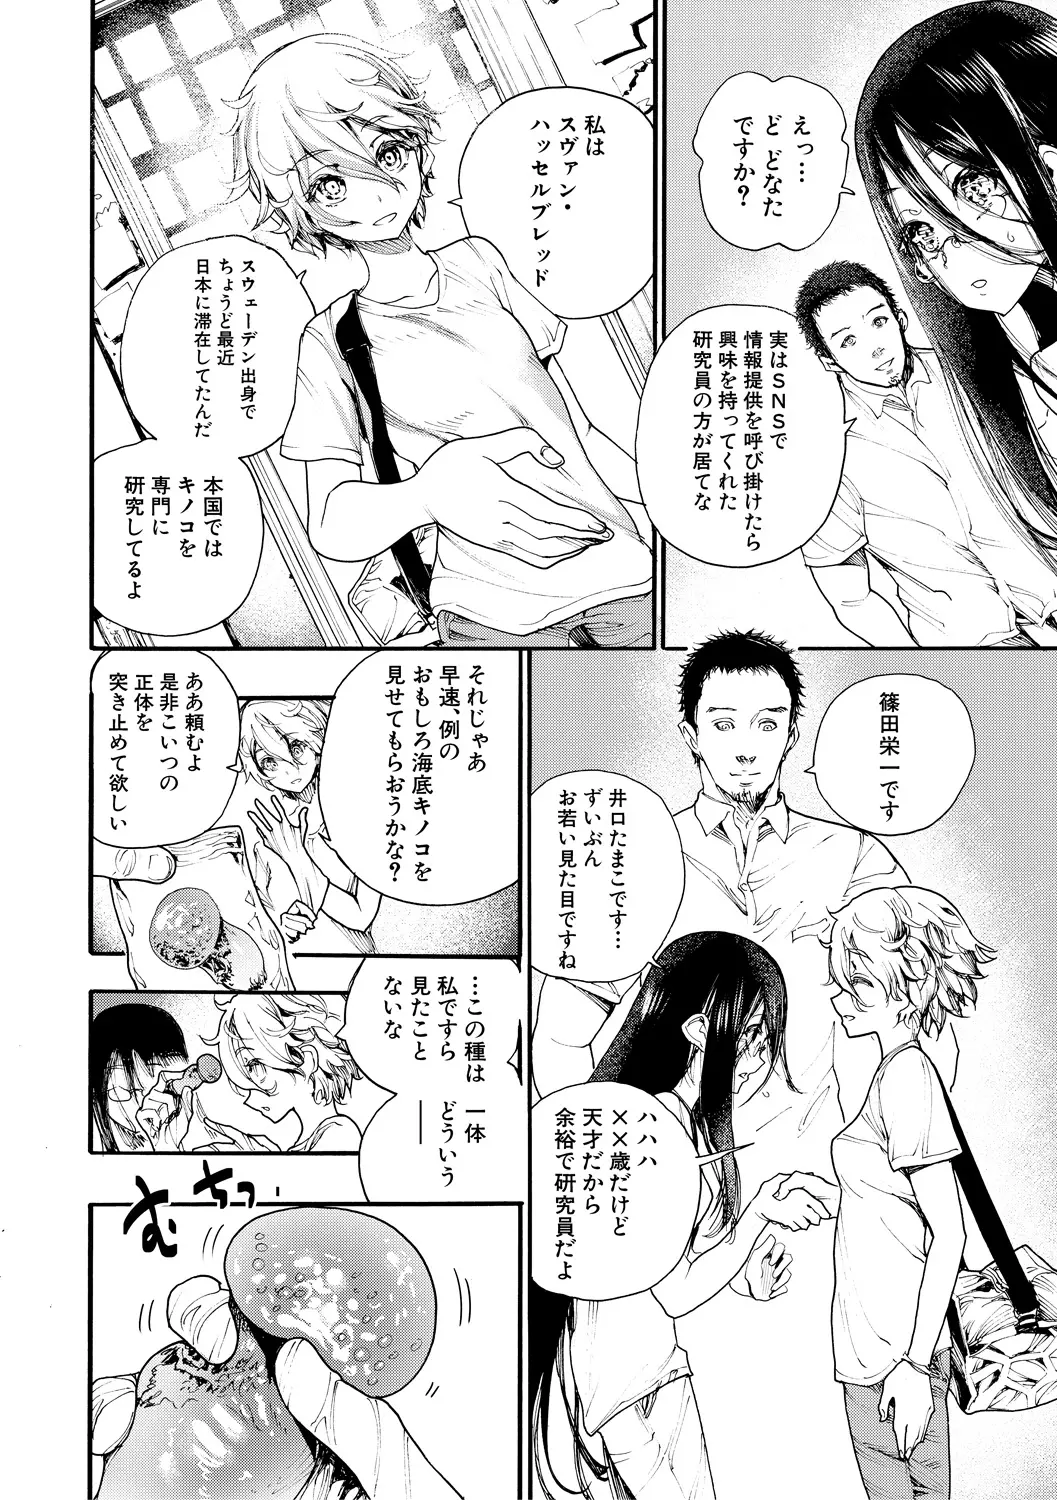 えっ…
ど どなた
ですか？
実はSNSで
情報提供を呼び掛けたら
興味を持ってくれた
研究員の方が居てな
私は
スヴァン・
ハッセルブレッド
スウェーデン出身で
ちょうど最近
日本に滞在してたんだ
本国では
キノコを
専門に
研究してるよ
篠田栄一です
井口たまこです…
ずいぶん
お若い見た目ですね
ハハハ
××歳だけど
天才だから
余裕で研究員だよ
それじゃあ
早速、例の
おもしろ海底キノコを
見せてもらおうかな？
ああ頼むよ
是非こいつの
正体を
突き止めて欲しい
…この種は
私ですら
見たこと
ないな
一体
どういう
──
むちっ